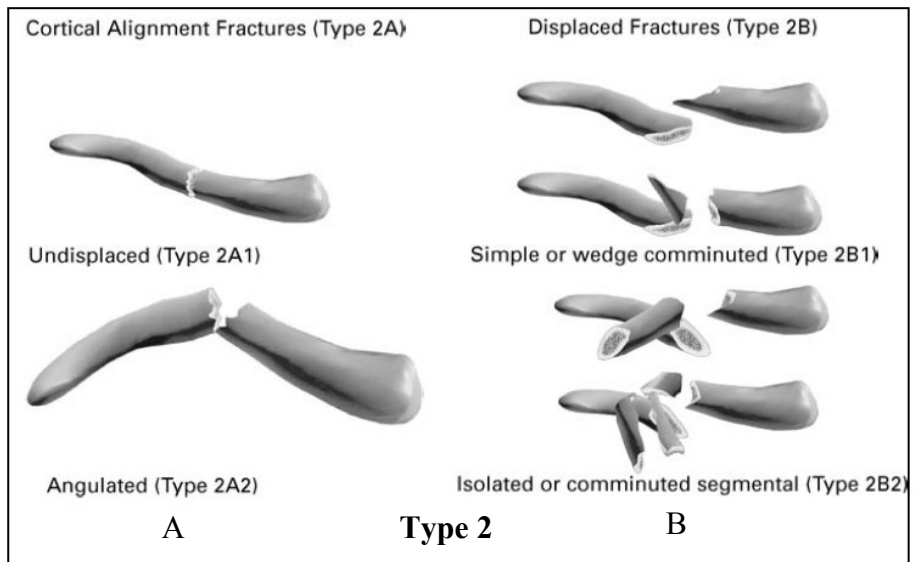 Cortical Alignment Fractures (Type 2A)
Displaced Fractures (Type 2B)
Undisplaced (Type 2A1)
Simple or wedge comminuted (Type 2B1)
Angulated (Type 2A2)
Isolated or comminuted segmental (Type 2B2)
A
Type 2
B